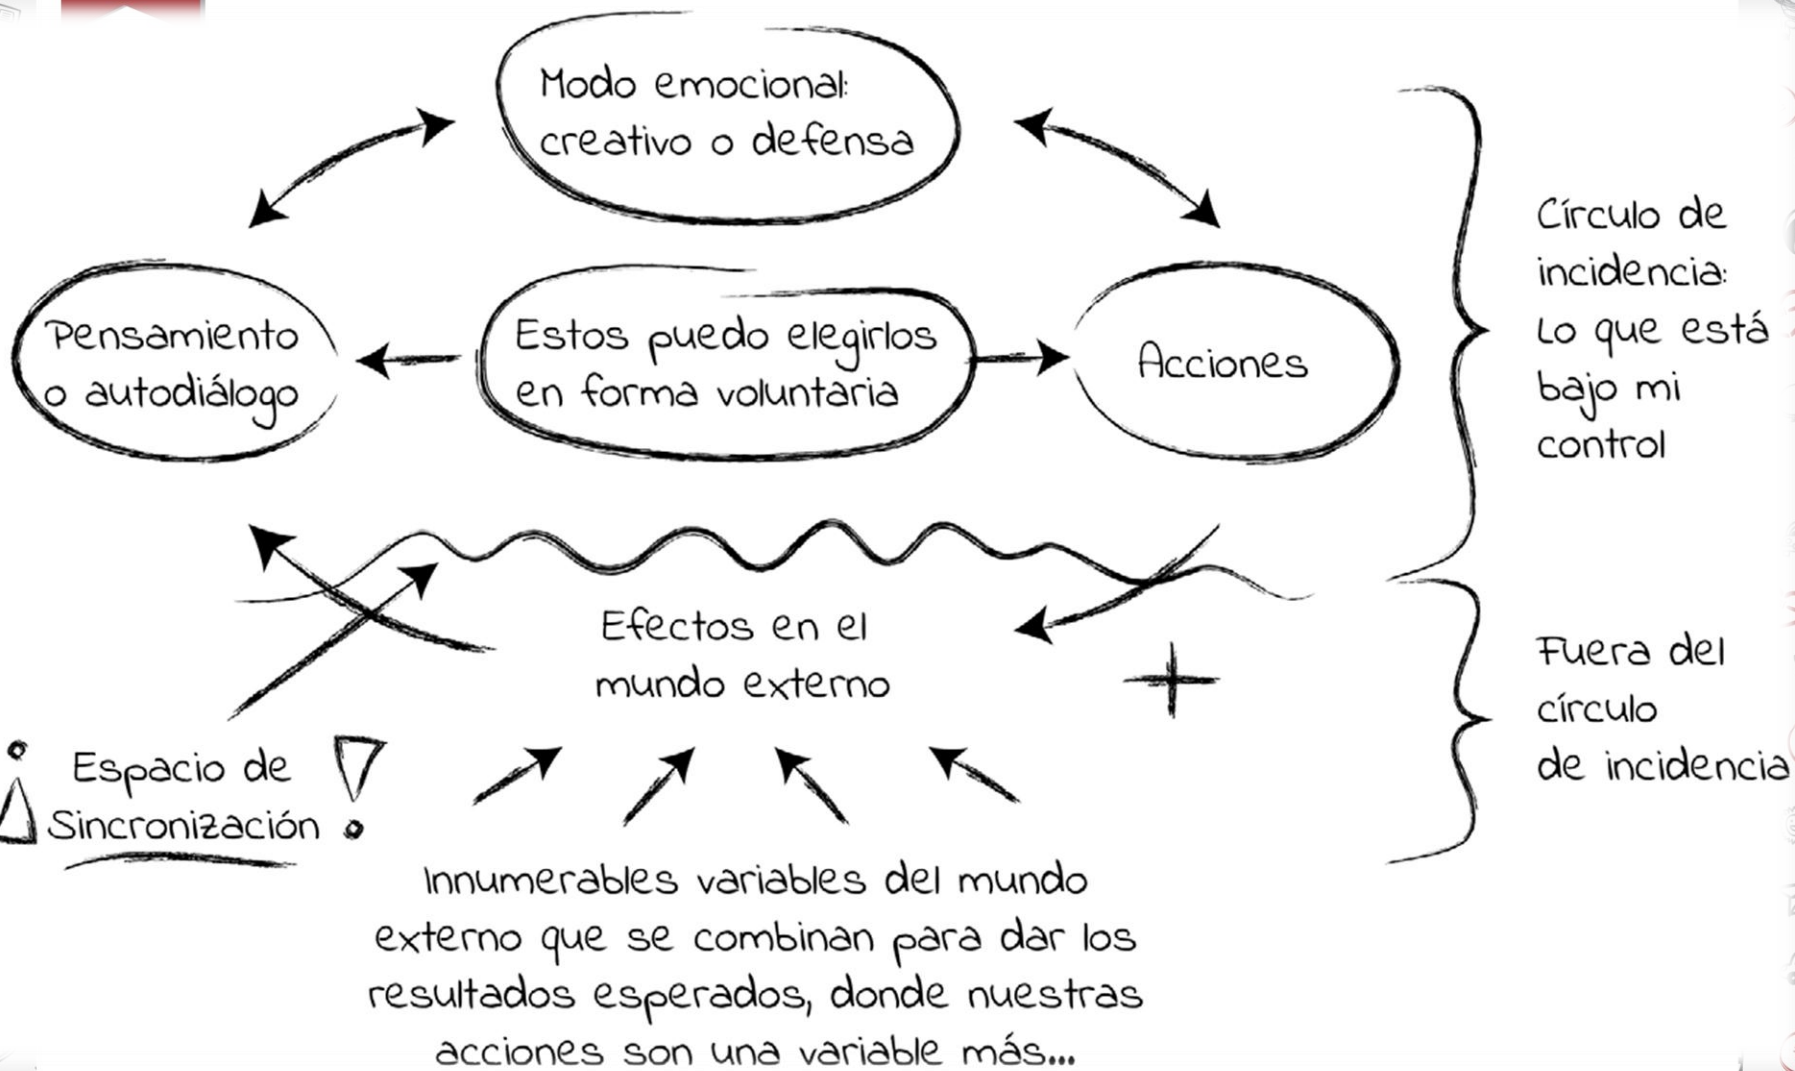 Modo emocional:
creativo o defensa
Pensamiento
o autodiálogo
Estos puedo elegirlos
en forma voluntaria
Acciones
Círculo de
incidencia:
Lo que está
bajo mi
control
Efectos en el
mundo externo
+
Fuera del
círculo
de incidencia
¡Espacio de
Sincronización!
Innumerables variables del mundo
externo que se combinan para dar los
resultados esperados, donde nuestras
acciones son una variable más...